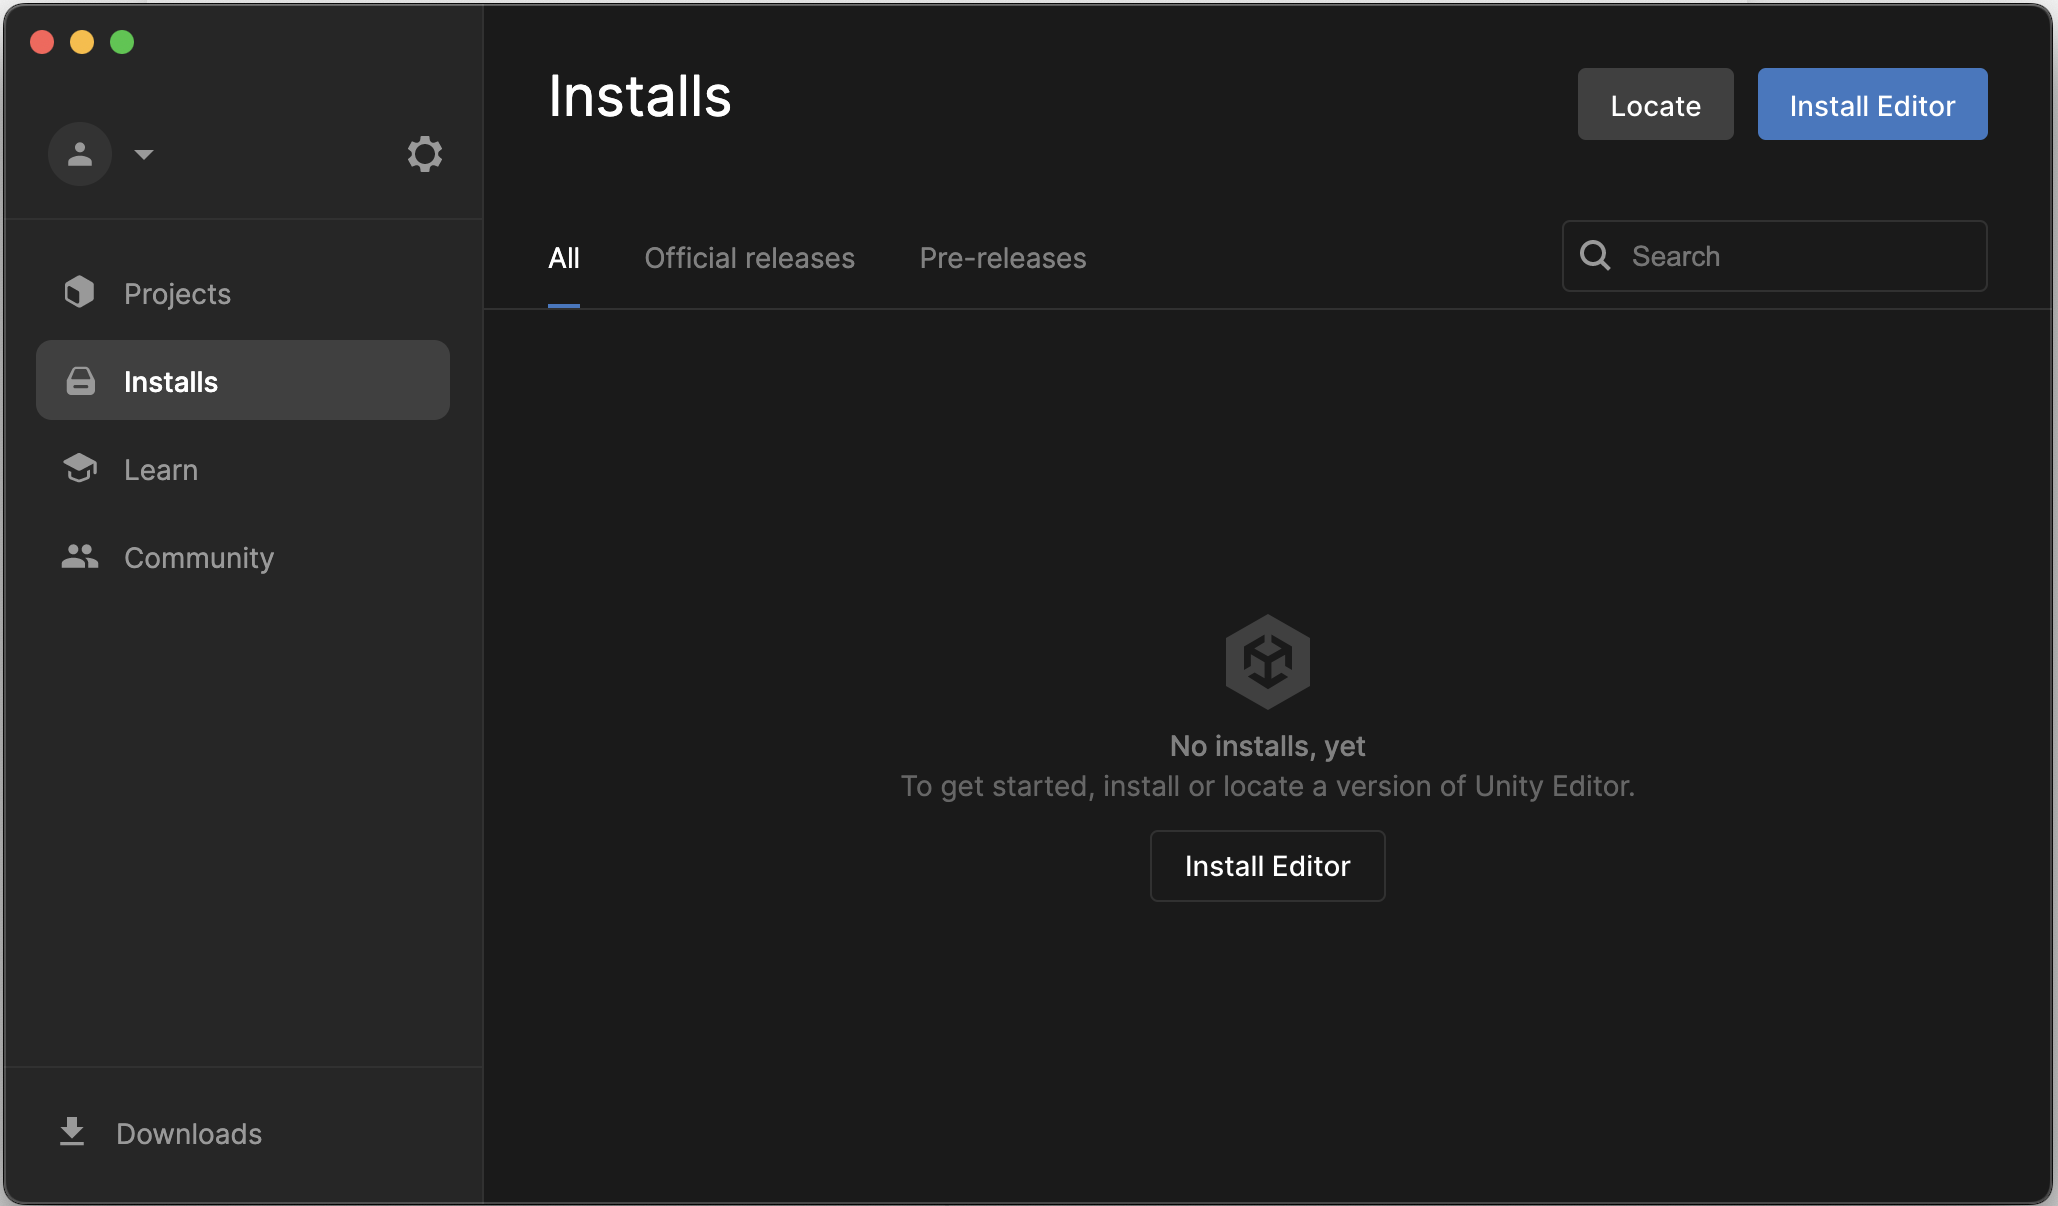 Projects
Installs
Learn
Community
Downloads
Installs
Locate
Install Editor
All
Official releases
Pre-releases
Search
No installs, yet
To get started, install or locate a version of Unity Editor.
Install Editor